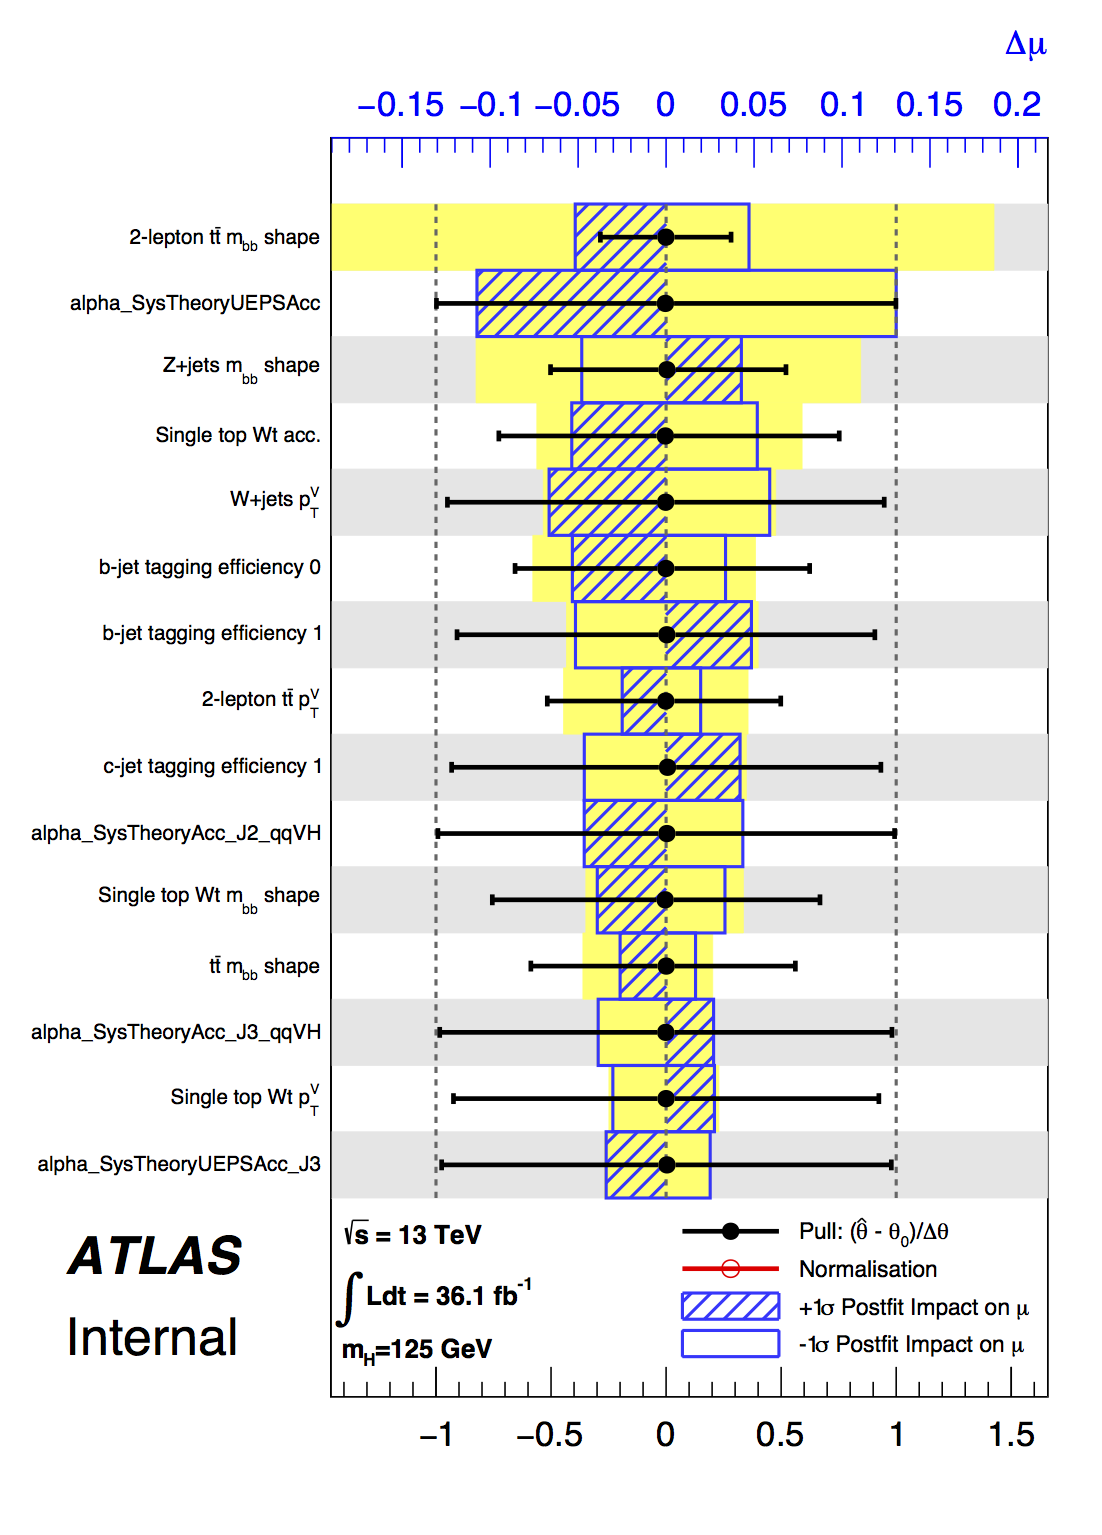 Δμ
−0.15 −0.1 −0.05 0 0.05 0.1 0.15 0.2
2-lepton tt̄ m_bb shape
alpha_SysTheoryUEPSAcc
Z+jets m_bb shape
Single top Wt acc.
W+jets p_T^V
b-jet tagging efficiency 0
b-jet tagging efficiency 1
2-lepton tt̄ p_T^V
c-jet tagging efficiency 1
alpha_SysTheoryAcc_J2_qqVH
Single top Wt m_bb shape
tt̄ m_bb shape
alpha_SysTheoryAcc_J3_qqVH
Single top Wt p_T^V
alpha_SysTheoryUEPSAcc_J3
ATLAS
Internal
√s = 13 TeV
∫ Ldt = 36.1 fb⁻¹
m_H=125 GeV
Pull: (θ̂ - θ₀)/Δθ
Normalisation
+1σ Postfit Impact on μ
-1σ Postfit Impact on μ
−1 −0.5 0 0.5 1 1.5